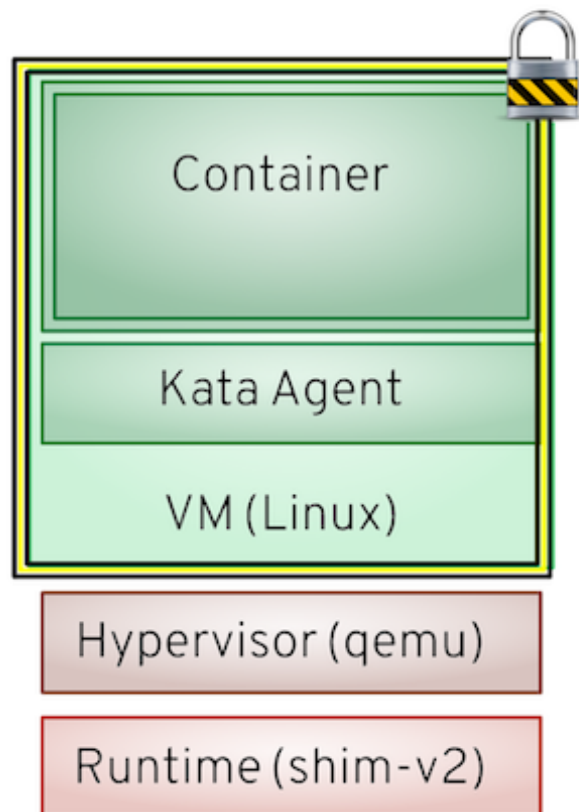 Container
Kata Agent
VM (Linux)
Hypervisor (qemu)
Runtime (shim-v2)